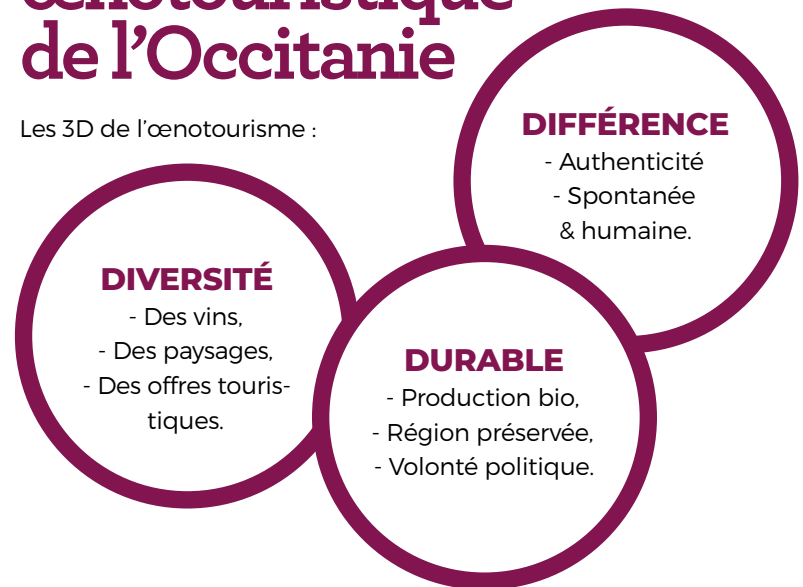 œnotouristique
de l’Occitanie
Les 3D de l’œnotourisme :
DIFFÉRENCE
- Authenticité
- Spontanée
& humaine.
DIVERSITÉ
- Des vins,
- Des paysages,
- Des offres touris-
tiques.
DURABLE
- Production bio,
- Région préservée,
- Volonté politique.